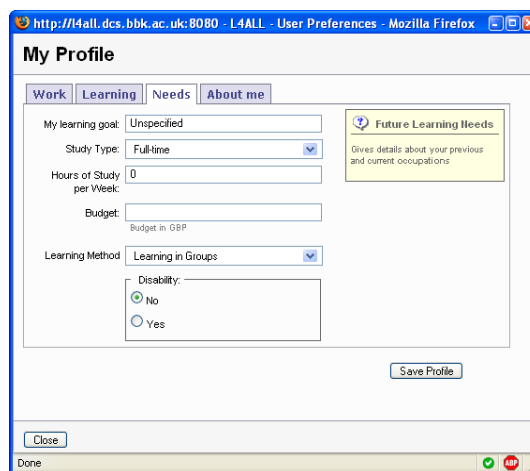 http://l4all.dcs.bbk.ac.uk:8080 - L4ALL - User Preferences - Mozilla Firefox
My Profile
Work Learning Needs About me
My learning goal: Unspecified
Future Learning Needs
Study Type: Full-time
Gives details about your previous
and current occupations
Hours of Study
per Week: 0
Budget:
Budget in GBP
Learning Method Learning in Groups
Disability:
No
Yes
Save Profile
Close
Done ABP